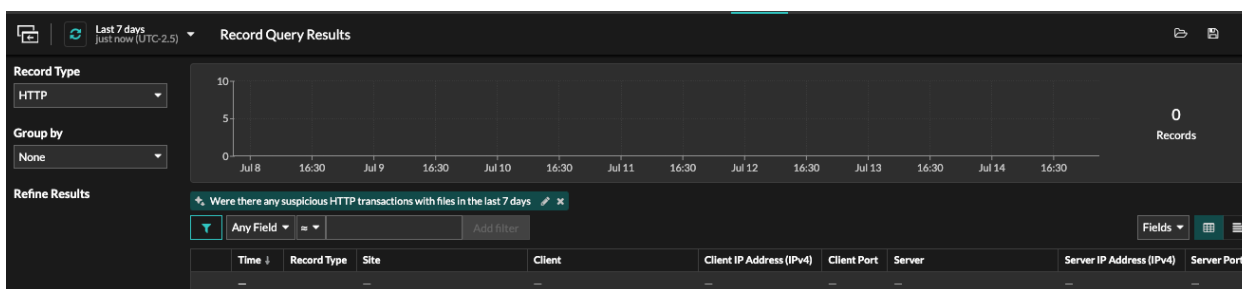 Last 7 days
just now (UTC-2.5)
Record Query Results
Record Type
HTTP
Group by
None
Refine Results
10
5
0
Jul 8 16:30 Jul 9 16:30 Jul 10 16:30 Jul 11 16:30 Jul 12 16:30 Jul 13 16:30 Jul 14 16:30
0
Records
Were there any suspicious HTTP transactions with files in the last 7 days
Any Field ≈ Add filter Fields
Time ↓ Record Type Site Client Client IP Address (IPv4) Client Port Server Server IP Address (IPv4) Server Port
— — — — — — —